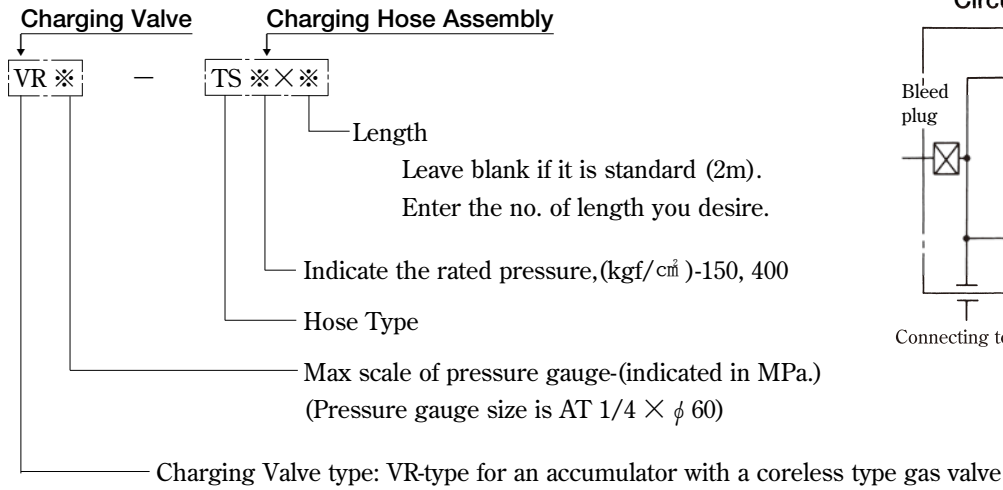 Charging Valve
Charging Hose Assembly
Circu
VR ※ － TS ※×※
Bleed
plug
Length
Leave blank if it is standard (2m).
Enter the no. of length you desire.
Indicate the rated pressure,(kgf/㎠)-150, 400
Hose Type
Connecting to
Max scale of pressure gauge-(indicated in MPa.)
(Pressure gauge size is AT 1/4 × φ 60)
Charging Valve type: VR-type for an accumulator with a coreless type gas valve